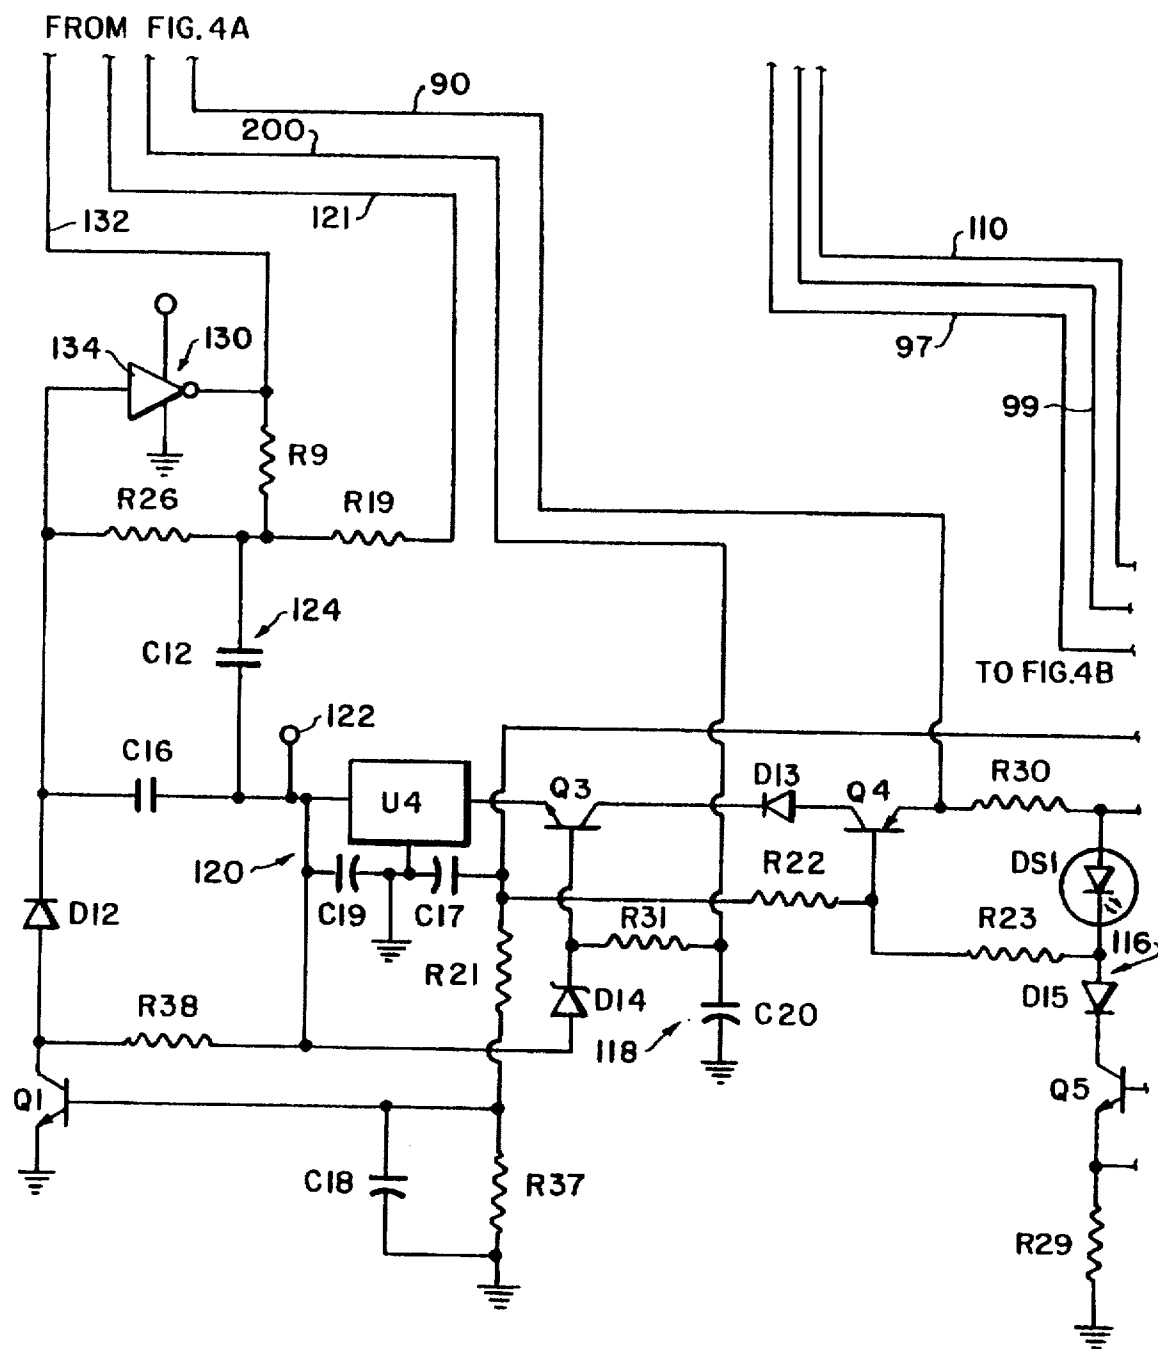 FROM FIG. 4A
90
200
121
132
110
97
99
134
130
R9
R26
R19
124
C12
TO FIG.4B
122
C16
U4
Q3
D13
Q4
R30
120
C19
C17
R22
DS1
D12
R31
R23
116
R21
D14
C20
D15
R38
118
Q1
Q5
C18
R37
R29